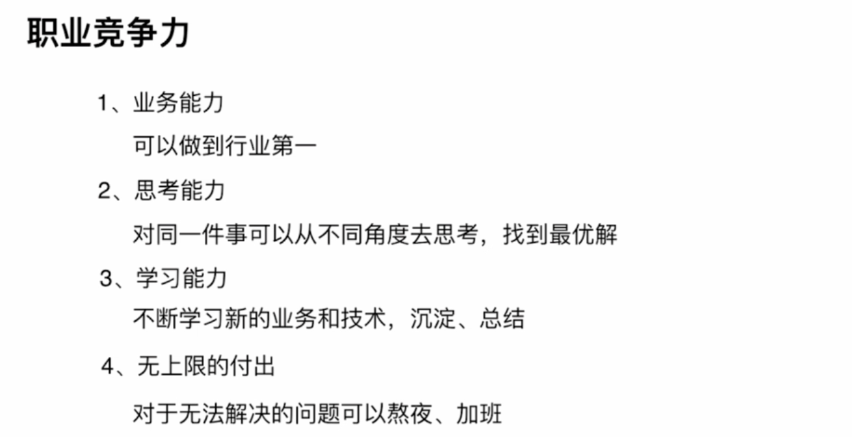 职业竞争力
1、业务能力
可以做到行业第一
2、思考能力
对同一件事可以从不同角度去思考，找到最优解
3、学习能力
不断学习新的业务和技术，沉淀、总结
4、无上限的付出
对于无法解决的问题可以熬夜、加班